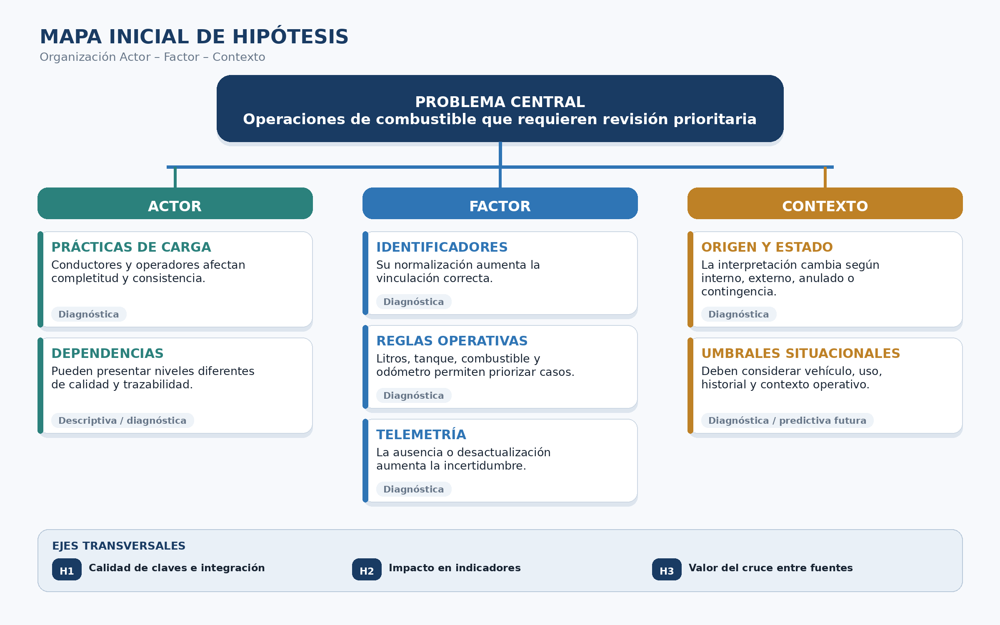 MAPA INICIAL DE HIPÓTESIS
Organización Actor – Factor – Contexto
PROBLEMA CENTRAL
Operaciones de combustible que requieren revisión prioritaria
ACTOR
PRÁCTICAS DE CARGA
Conductores y operadores afectan
completitud y consistencia.
Diagnóstica
DEPENDENCIAS
Pueden presentar niveles diferentes
de calidad y trazabilidad.
Descriptiva / diagnóstica
FACTOR
IDENTIFICADORES
Su normalización aumenta la
vinculación correcta.
Diagnóstica
REGLAS OPERATIVAS
Litros, tanque, combustible y
odómetro permiten priorizar casos.
Diagnóstica
TELEMETRÍA
La ausencia o desactualización
aumenta la incertidumbre.
Diagnóstica
CONTEXTO
ORIGEN Y ESTADO
La interpretación cambia según
interno, externo, anulado o
contingencia.
Diagnóstica
UMBRALES SITUACIONALES
Deben considerar vehículo, uso,
historial y contexto operativo.
Diagnóstica / predictiva futura
EJES TRANSVERSALES
H1 Calidad de claves e integración
H2 Impacto en indicadores
H3 Valor del cruce entre fuentes